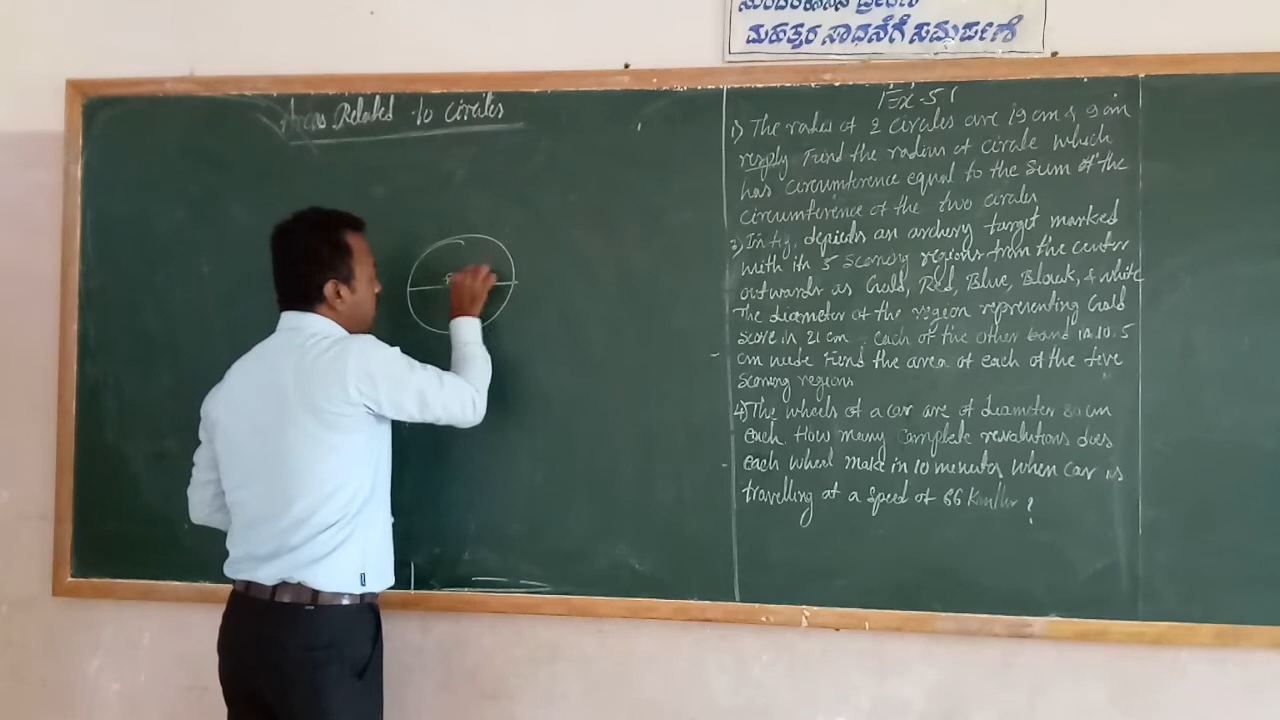 ಮಹತ್ತರ ಸಾಧನೆಗೆ ಸಮರ್ಪಣೆ
Areas Related to circles
Ex-5.1
1) The radius of 2 circles are 19 cm & 9 cm
resply Find the radius of circle which
has circumference equal to the sum of the
circumference of the two circles
3) In fig. depicts an archery target marked
with its 5 scoring regions from the center
outwards as Gold, Red, Blue, Black, & white
The diameter of the region representing Gold
score is 21 cm. each of the other band is 10.5
cm wide Find the area of each of the five
scoring regions
4) The wheels of a car are of diameter 80 cm
each. How many complete revolutions does
each wheel make in 10 minutes when car is
travelling at a speed of 66 Km/hr ?